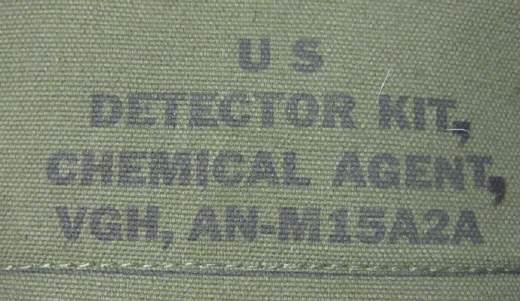 U S
DETECTOR KIT,
CHEMICAL AGENT,
VGH, AN-M15A2A